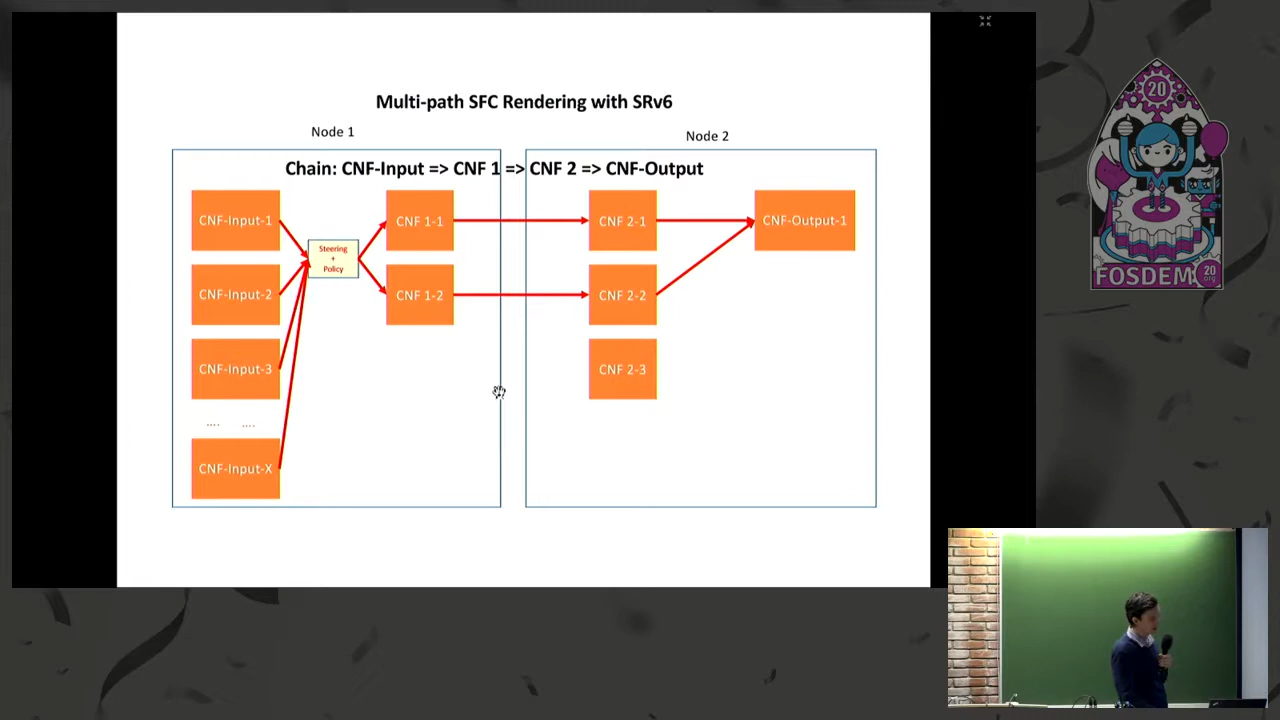 Multi-path SFC Rendering with SRv6
Node 1
Node 2
Chain: CNF-Input => CNF 1 => CNF 2 => CNF-Output
CNF-Input-1
CNF 1-1
CNF 2-1
CNF-Output-1
Steering
+
Policy
CNF-Input-2
CNF 1-2
CNF 2-2
CNF-Input-3
CNF 2-3
.... ....
CNF-Input-X
20
FOSDEM
20
.org